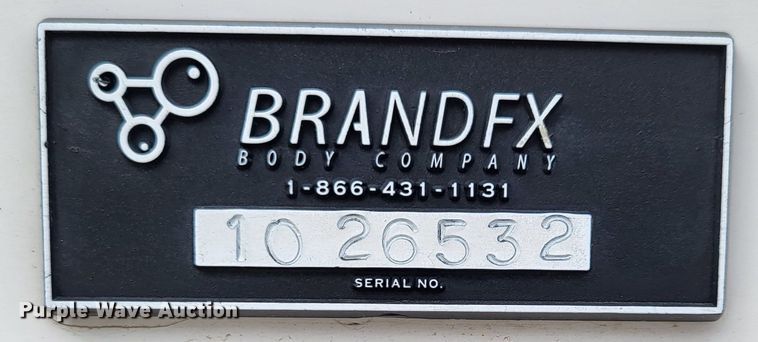 BRANDFX
BODY COMPANY
1-866-431-1131
10 26532
SERIAL NO.
Purple Wave Auction